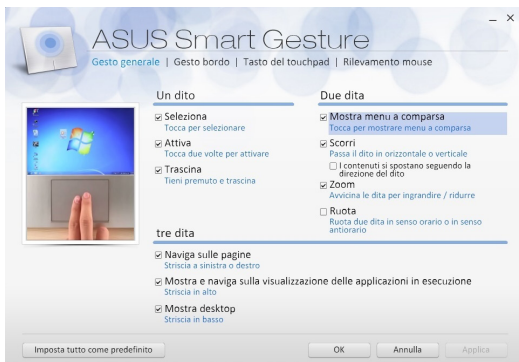 ASUS Smart Gesture
Gesto generale | Gesto bordo | Tasto del touchpad | Rilevamento mouse
Un dito
Seleziona
Tocca per selezionare
Attiva
Tocca due volte per attivare
Trascina
Tieni premuto e trascina
Due dita
Mostra menu a comparsa
Tocca per mostrare menu a comparsa
Scorri
Passa il dito in orizzontale o verticale
I contenuti si spostano seguendo la
direzione del dito
Zoom
Avvicina le dita per ingrandire / ridurre
Ruota
Ruota due dita in senso orario o in senso
antiorario
tre dita
Naviga sulle pagine
Striscia a sinistra o destro
Mostra e naviga sulla visualizzazione delle applicazioni in esecuzione
Striscia in alto
Mostra desktop
Striscia in basso
Imposta tutto come predefinito
OK
Annulla
Applica